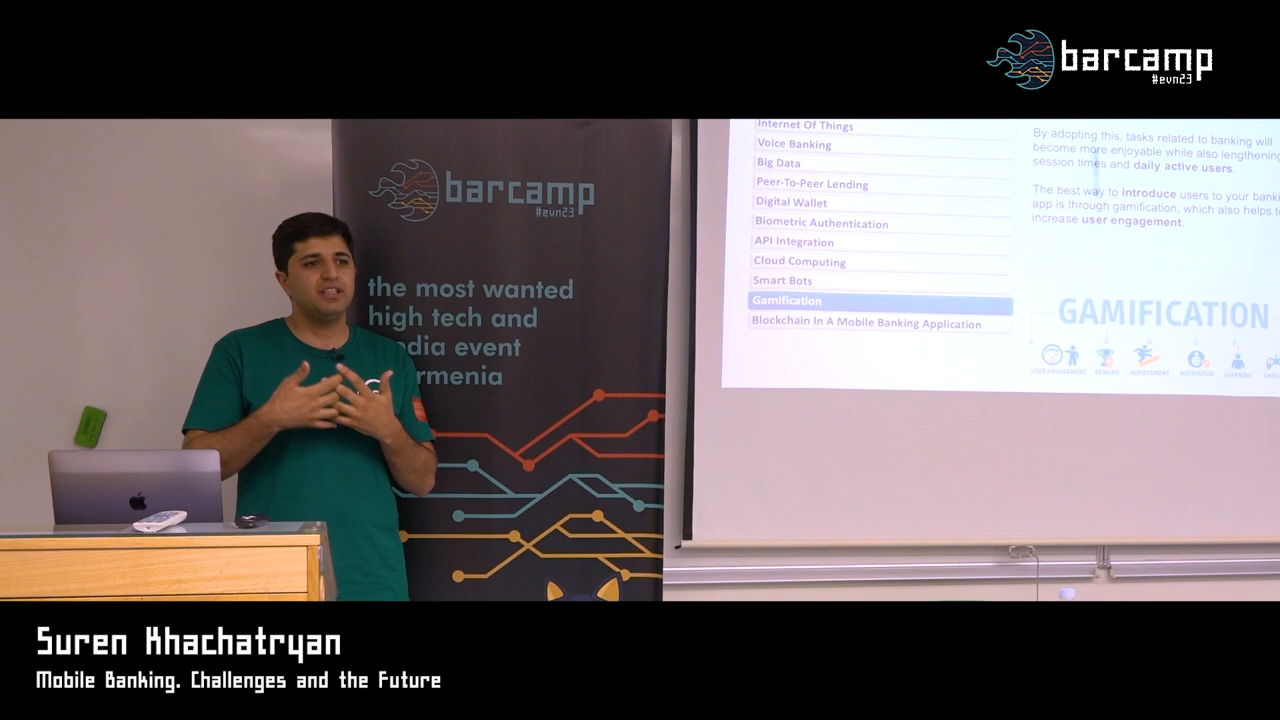 barcamp
#evn23
barcamp
#evn23
the most wanted
high tech and
edia event
rmenia
Internet Of Things
Voice Banking
Big Data
Peer-To-Peer Lending
Digital Wallet
Biometric Authentication
API Integration
Cloud Computing
Smart Bots
Gamification
Blockchain In A Mobile Banking Application
By adopting this, tasks related to banking will
become more enjoyable while also lengthening
session times and daily active users.
The best way to introduce users to your banki
app is through gamification, which also helps to
increase user engagement.
GAMIFICATION
USER ENGAGEMENT REWARD ACHIEVEMENT MOTIVATION LEARNING CHALL
Suren Khachatryan
Mobile Banking. Challenges and the Future